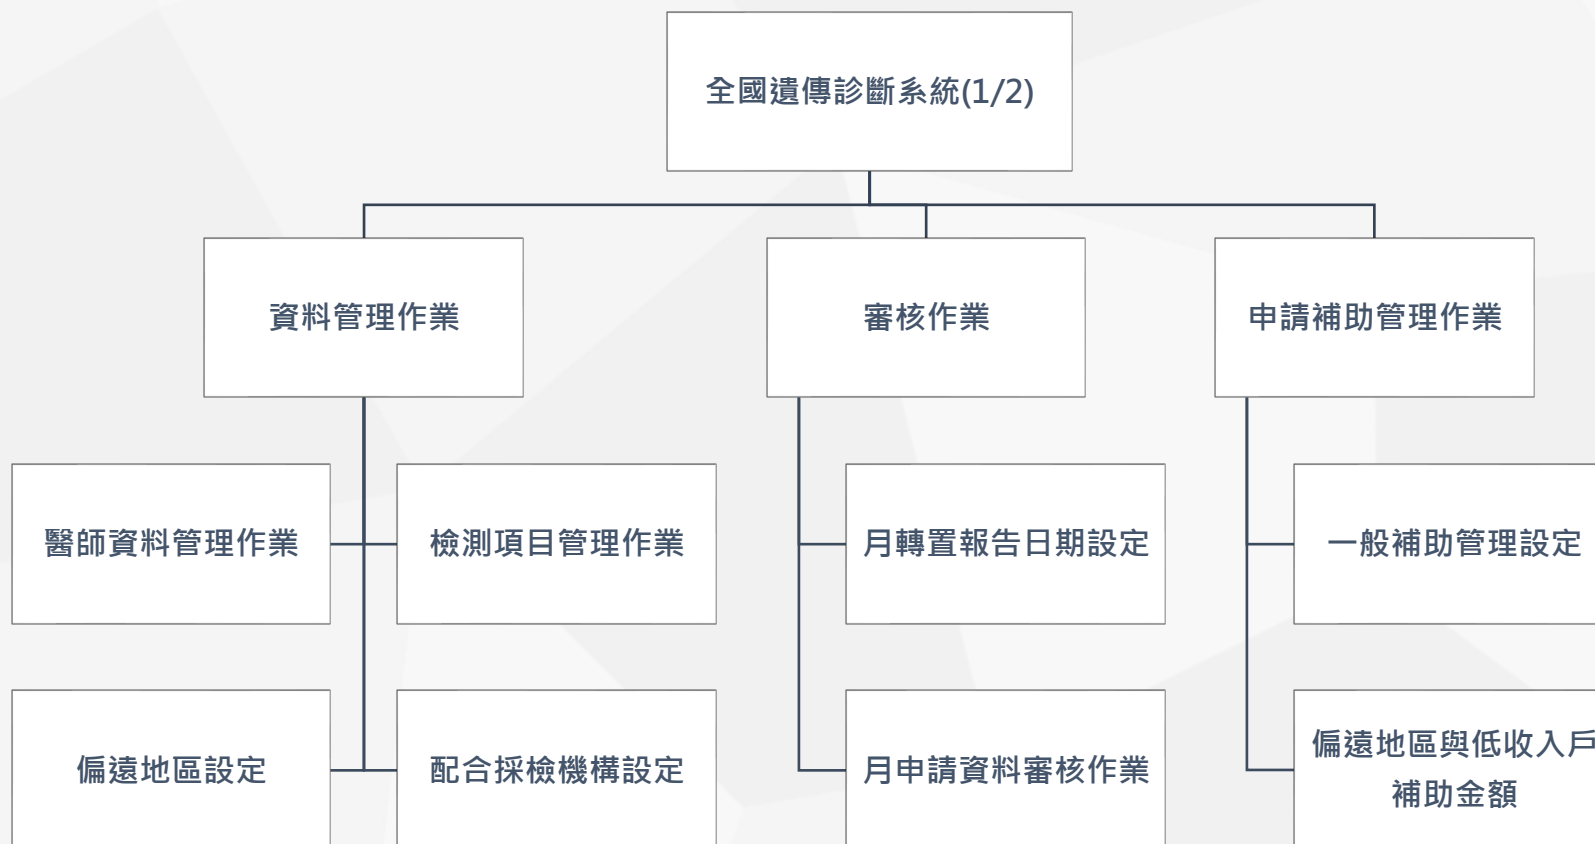 全國遺傳診斷系統(1/2)
資料管理作業
審核作業
申請補助管理作業
醫師資料管理作業
檢測項目管理作業
月轉置報告日期設定
一般補助管理設定
偏遠地區設定
配合採檢機構設定
月申請資料審核作業
偏遠地區與低收入戶
補助金額